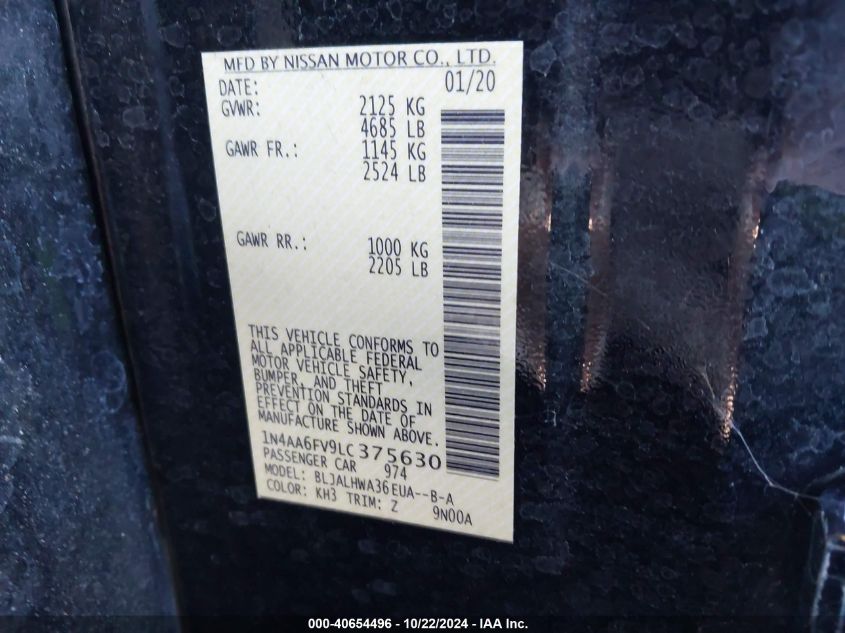 MFD BY NISSAN MOTOR CO., LTD.
DATE: 01/20
GVWR: 2125 KG
4685 LB
GAWR FR.: 1145 KG
2524 LB
GAWR RR.: 1000 KG
2205 LB
THIS VEHICLE CONFORMS TO
ALL APPLICABLE FEDERAL
MOTOR VEHICLE SAFETY,
BUMPER, AND THEFT
PREVENTION STANDARDS IN
EFFECT ON THE DATE OF
MANUFACTURE SHOWN ABOVE.
1N4AA6FV9LC375630
PASSENGER CAR 974
MODEL: BLJALHWA36EUA--B-A
COLOR: KH3 TRIM: Z 9N00A
000-40654496 - 10/22/2024 - IAA Inc.